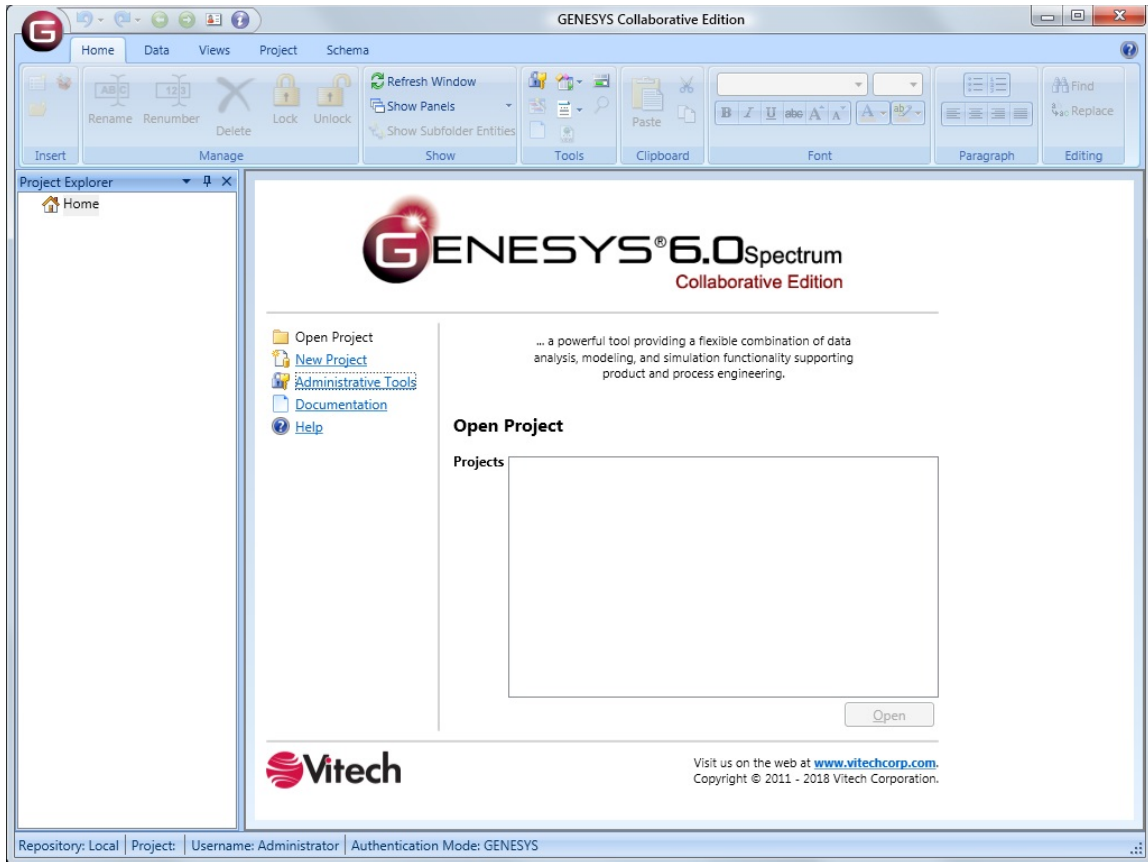 GENESYS Collaborative Edition
Home Data Views Project Schema
Rename Renumber Delete Lock Unlock
Refresh Window
Show Panels
Show Subfolder Entities
Paste
B I U abc A A A ab
Find
Replace
Insert Manage Show Tools Clipboard Font Paragraph Editing
Project Explorer
Home
GENESYS®6.0 Spectrum
Collaborative Edition
Open Project
New Project
Administrative Tools
Documentation
Help
... a powerful tool providing a flexible combination of data
analysis, modeling, and simulation functionality supporting
product and process engineering.
Open Project
Projects
Open
Vitech
Visit us on the web at www.vitechcorp.com.
Copyright © 2011 - 2018 Vitech Corporation.
Repository: Local Project: Username: Administrator Authentication Mode: GENESYS